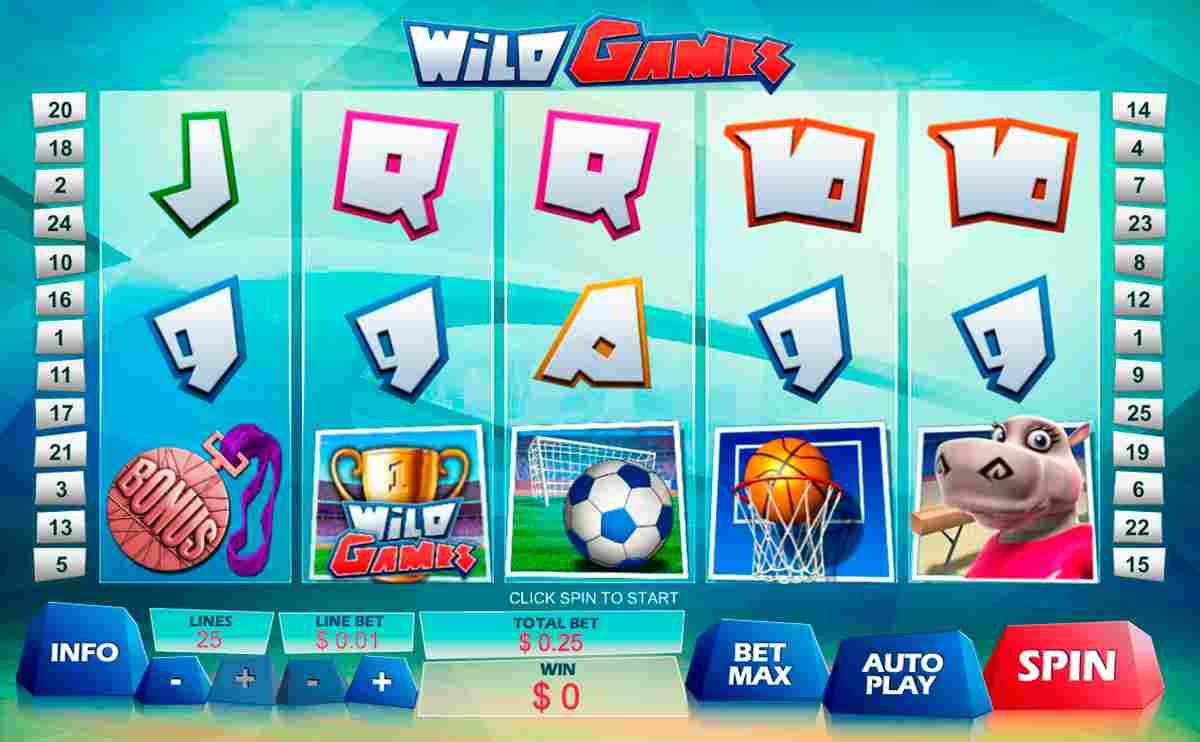 WILD GAMES
20
18
2
24
10
16
1
11
17
21
3
13
5
J Q Q 10 10
9 9 A 9 9
BONUS
1
WILD
GAMES
14
4
7
23
8
12
1
9
25
19
6
22
15
CLICK SPIN TO START
INFO
LINES
25
- +
LINE BET
$ 0.01
- +
TOTAL BET
$ 0.25
WIN
$ 0
BET
MAX
AUTO
PLAY
SPIN